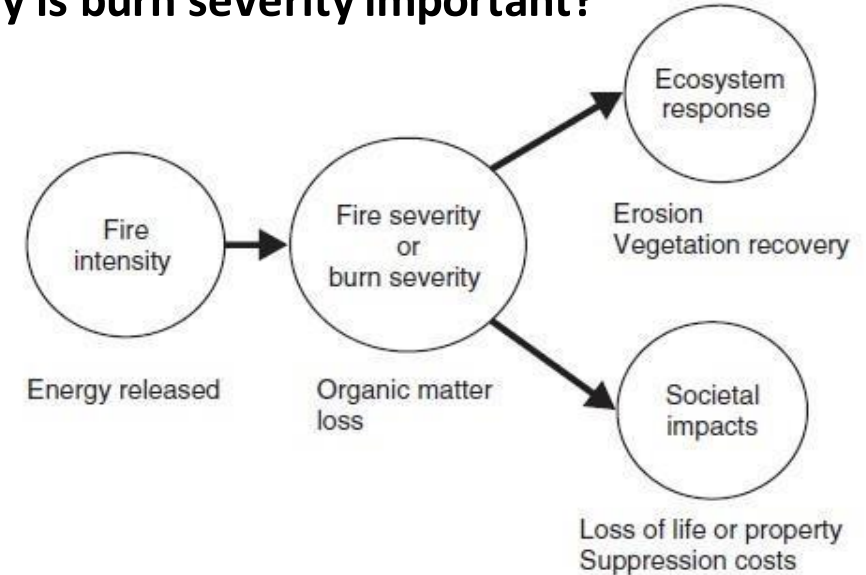 y is burn severity important?
Ecosystem
response
Fire
intensity
Fire severity
or
burn severity
Erosion
Vegetation recovery
Energy released
Organic matter
loss
Societal
impacts
Loss of life or property
Suppression costs